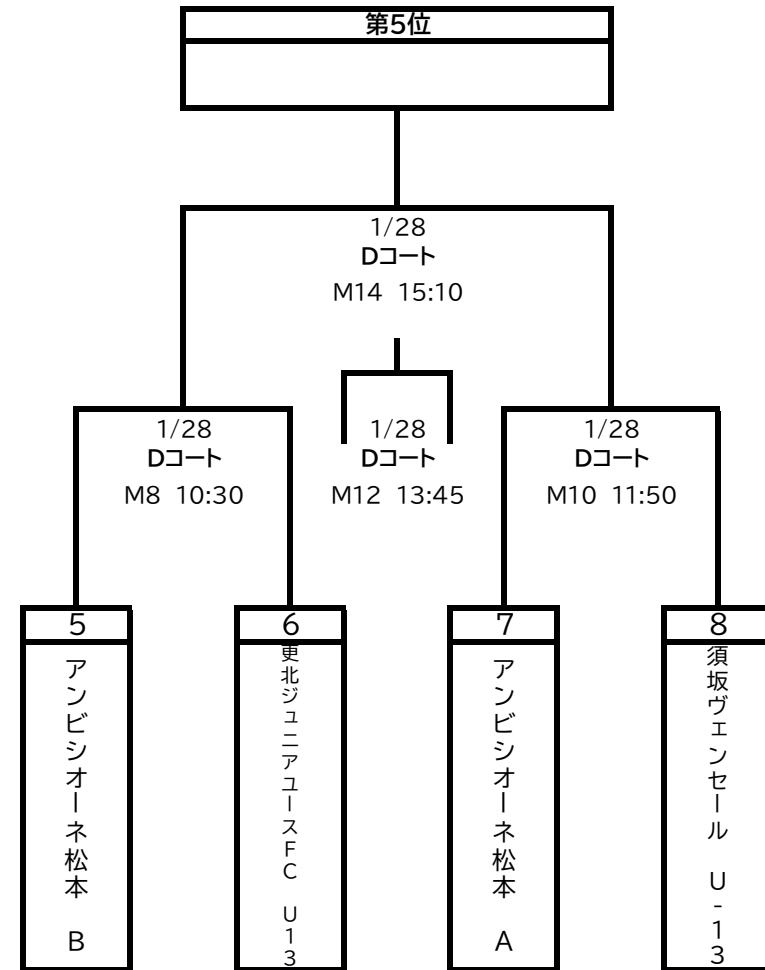 第5位
1/28
Dコート
M14 15:10
1/28
Dコート
M8 10:30
1/28
Dコート
M12 13:45
1/28
Dコート
M10 11:50
5
アンビシオーネ松本 B
6
更北ジュニアユースFC U13
7
アンビシオーネ松本 A
8
須坂ヴェンセール U-13